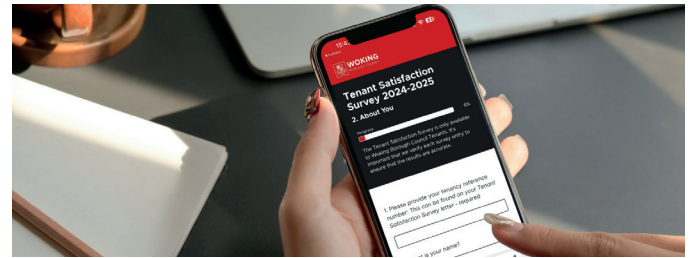 15:4
WOKING
Tenant Satisfaction
Survey 2024-2025
2. About You
Progress
6%
The Tenant Satisfaction Survey is only available
to Woking Borough Council Tenants. It's
important that we verify each survey entry to
ensure that the results are accurate.
1. Please provide your tenancy reference
number. This can be found on your Tenant
Satisfaction Survey letter - required
is your name?